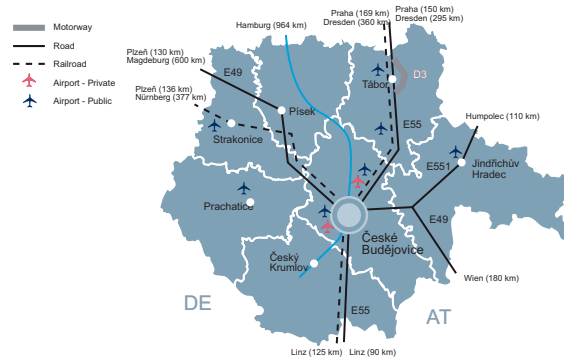 Motorway
Road
Railroad
Airport - Private
Airport - Public
Hamburg (964 km)
Praha (169 km)
Dresden (360 km)
Praha (150 km)
Dresden (295 km)
Plzeň (130 km)
Magdeburg (600 km)
E49
Plzeň (136 km)
Nürnberg (377 km)
Písek
Strakonice
Tábor
D3
E55
Humpolec (110 km)
E551
Jindřichův
Hradec
Prachatice
E49
České
Budějovice
Český
Krumlov
Wien (180 km)
DE
E55
AT
Linz (125 km)
Linz (90 km)